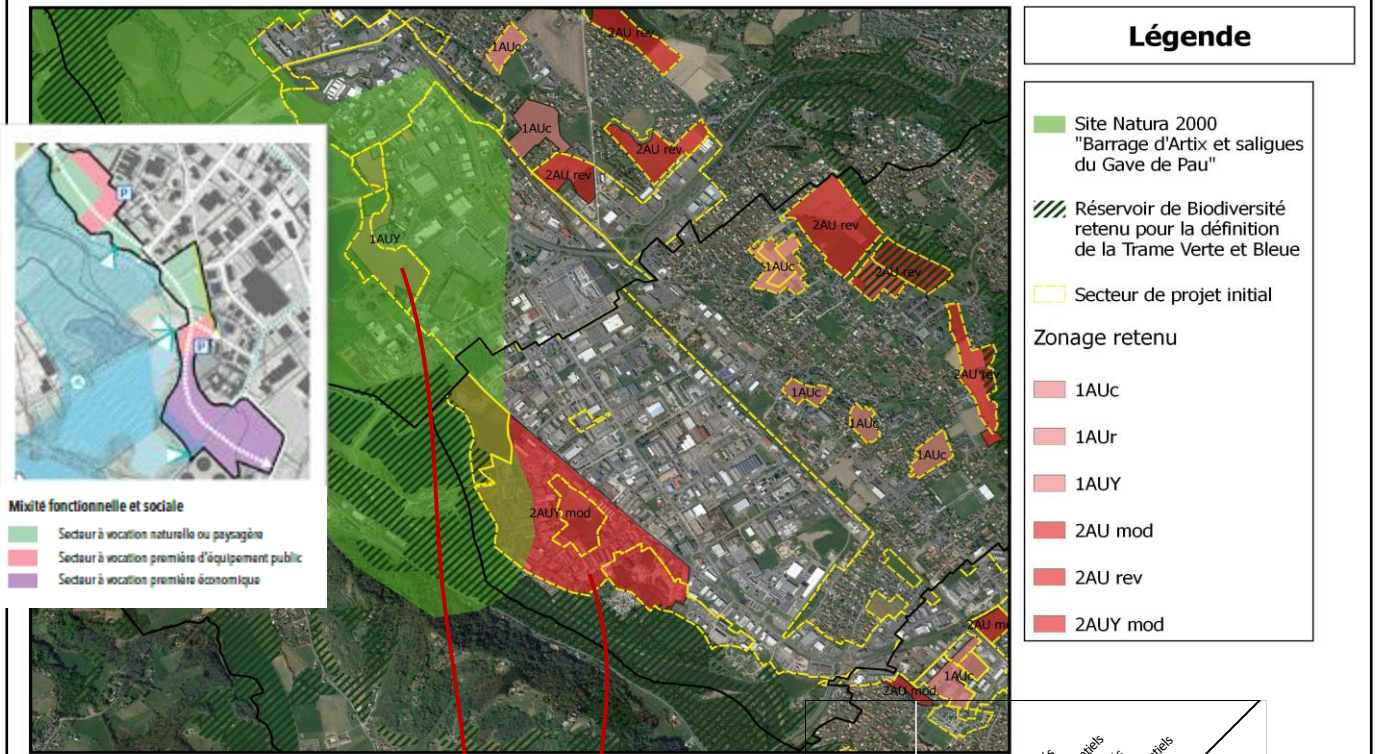 Légende
Site Natura 2000
"Barrage d'Artix et saligues
du Gave de Pau"
Réservoir de Biodiversité
retenu pour la définition
de la Trame Verte et Bleue
Secteur de projet initial
Zonage retenu
1AUc
1AUr
1AUY
2AU mod
2AU rev
2AUY mod
2AU rev
1AUc
1AUc
2AU rev
2AU rev
2AU rev
1AUc
2AU rev
1AUY
2AU rev
1AUc
1AUc
1AUc
2AUY mod
1AUc
2AU mod
P
P
Mixité fonctionnelle et sociale
Secteur à vocation naturelle ou paysagère
Secteur à vocation première d'équipement public
Secteur à vocation première économique